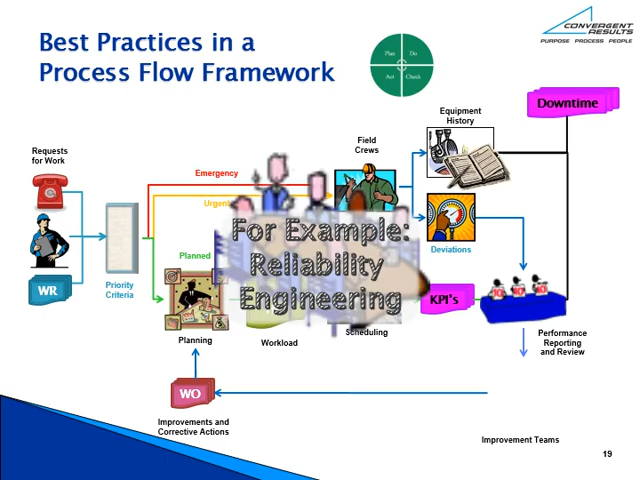 Best Practices in a
Process Flow Framework
Plan
Do
Act
Check
CONVERGENT
RESULTS
PURPOSE PROCESS PEOPLE
Downtime
Equipment
History
Field
Crews
Requests
for Work
Emergency
Urgent
For Example:
Reliability
Engineering
Deviations
Planned
WR
Priority
Criteria
KPI's
Planning
Workload
Scheduling
Performance
Reporting
and Review
WO
Improvements and
Corrective Actions
Improvement Teams
19